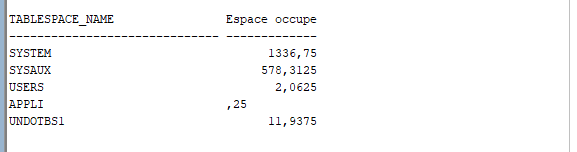 TABLESPACE_NAME Espace occupe
------------------------------ -------------
SYSTEM 1336,75
SYSAUX 578,3125
USERS 2,0625
APPLI ,25
UNDOTBS1 11,9375